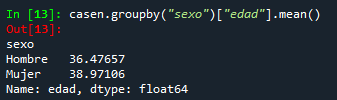 In [13]: casen.groupby("sexo")["edad"].mean()
Out[13]:
sexo
Hombre   36.47657
Mujer    38.97106
Name: edad, dtype: float64